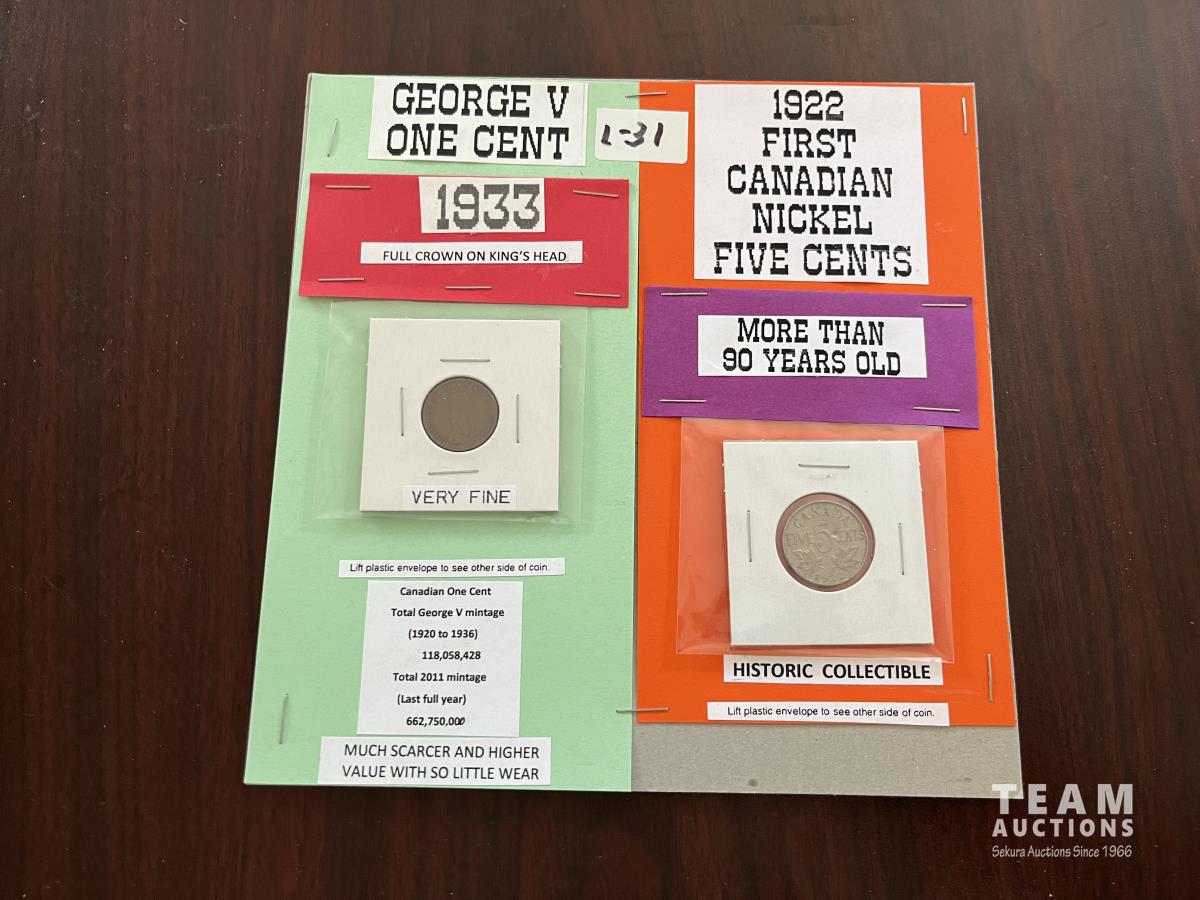 GEORGE V
ONE CENT
1933
FULL CROWN ON KING'S HEAD
VERY FINE
Lift plastic envelope to see other side of coin.
Canadian One Cent
Total George V mintage
(1920 to 1936)
118,058,428
Total 2011 mintage
(Last full year)
662,750,000
MUCH SCARCER AND HIGHER
VALUE WITH SO LITTLE WEAR
L-31
1922
FIRST
CANADIAN
NICKEL
FIVE CENTS
MORE THAN
90 YEARS OLD
CANADA
5
FIVE CENTS
HISTORIC COLLECTIBLE
Lift plastic envelope to see other side of coin.
TEAM
AUCTIONS
Sekura Auctions Since 1966